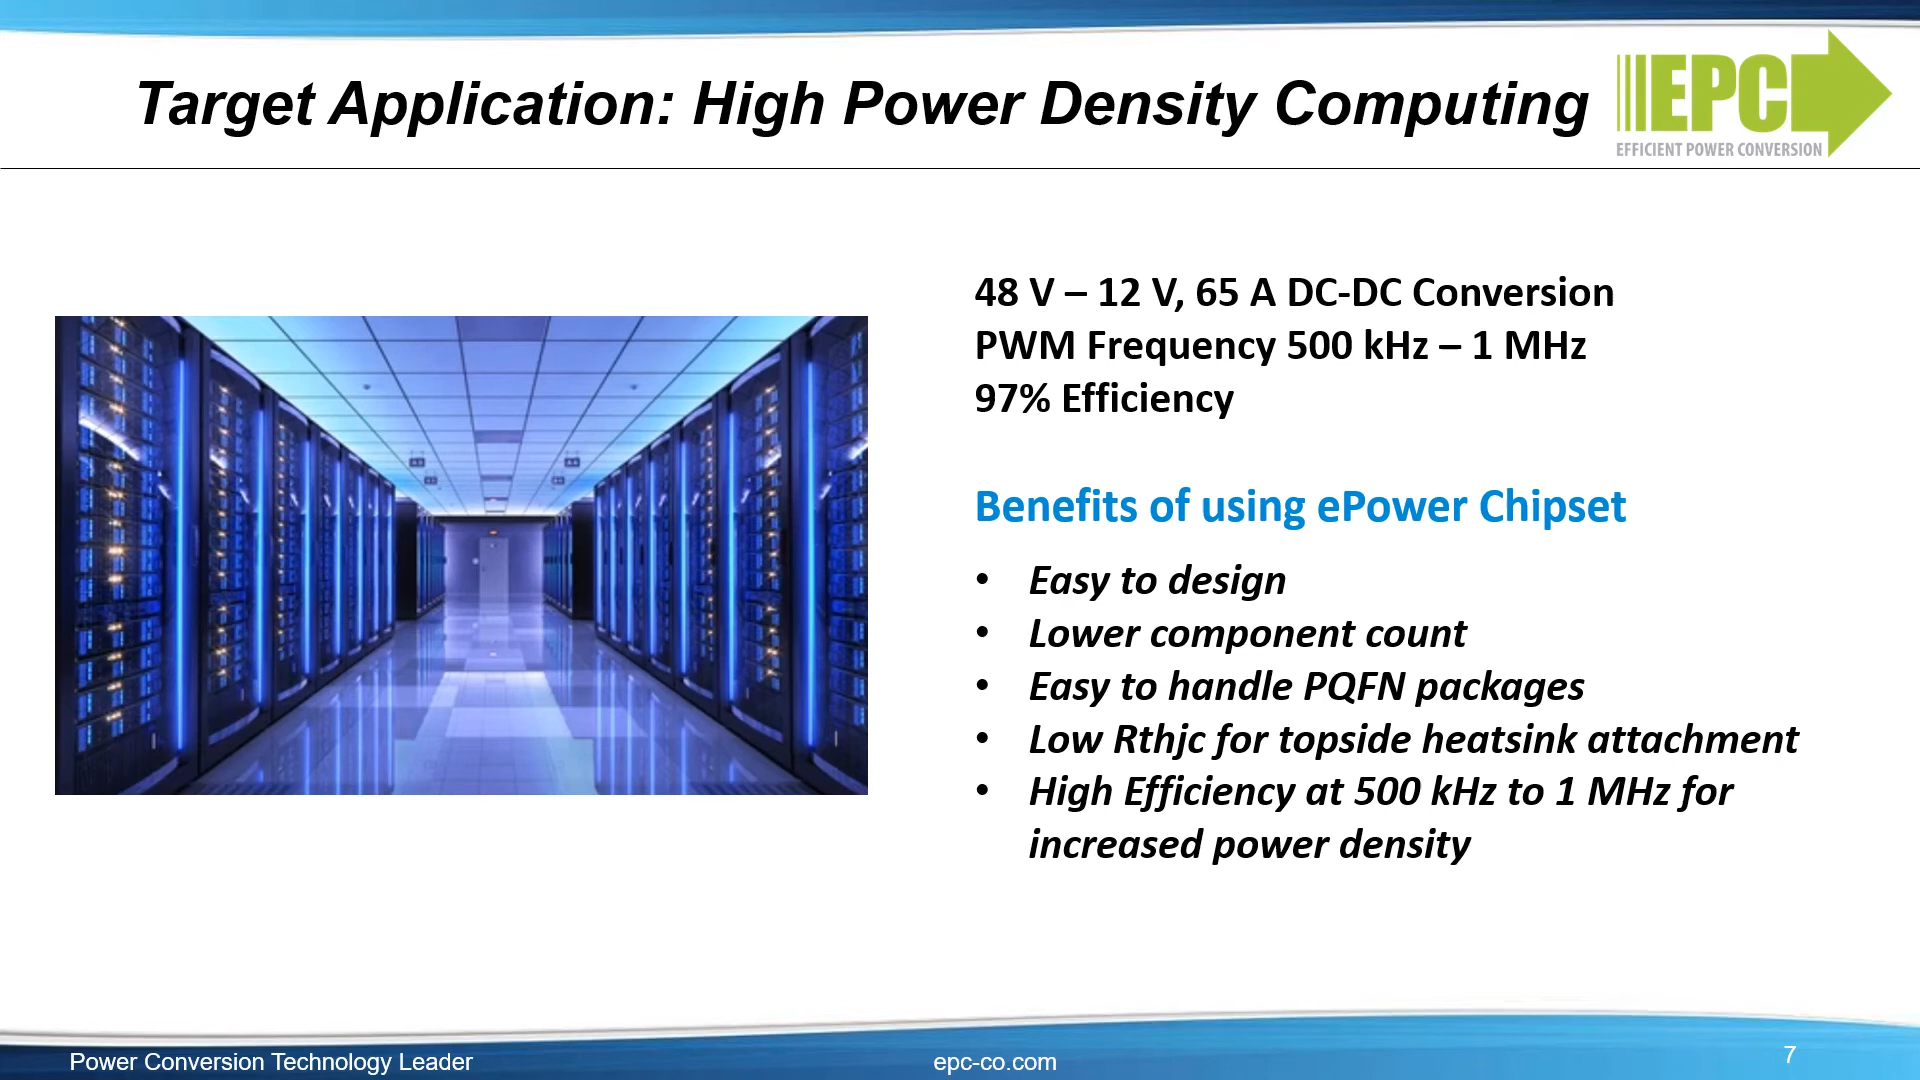 Target Application: High Power Density Computing
EPC
EFFICIENT POWER CONVERSION
48 V – 12 V, 65 A DC-DC Conversion
PWM Frequency 500 kHz – 1 MHz
97% Efficiency
Benefits of using ePower Chipset
• Easy to design
• Lower component count
• Easy to handle PQFN packages
• Low Rthjc for topside heatsink attachment
• High Efficiency at 500 kHz to 1 MHz for
increased power density
Power Conversion Technology Leader
epc-co.com
7